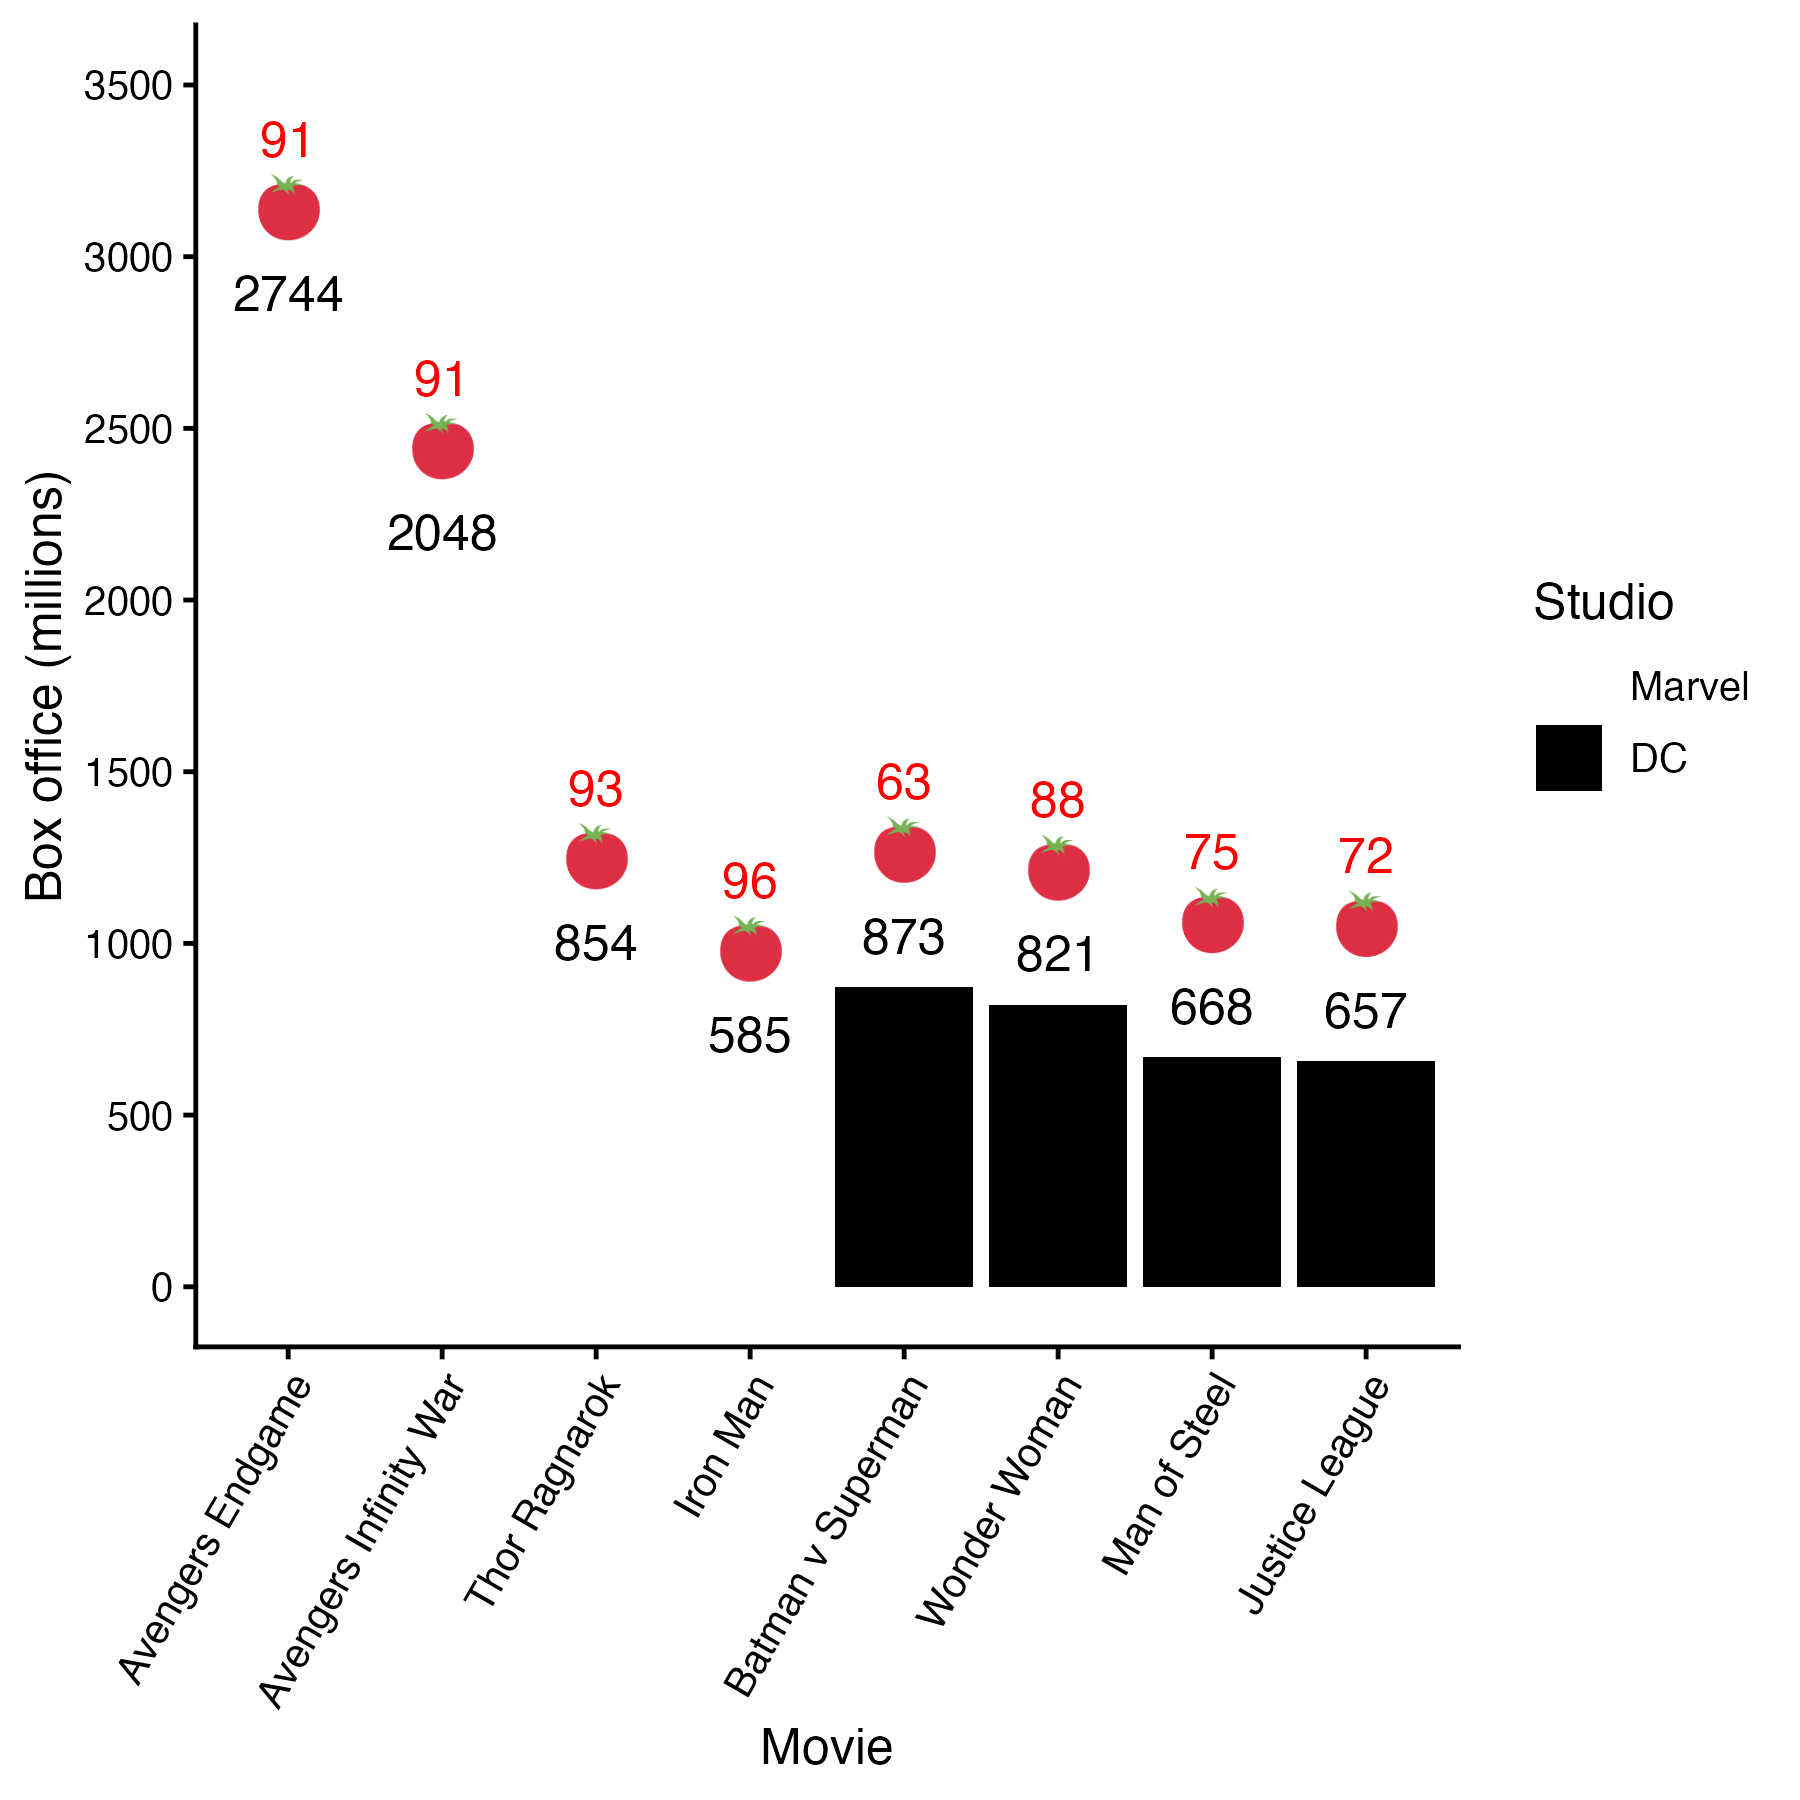 3500
3000
2500
2000
1500
1000
500
0
Box office (millions)
91
2744
91
2048
93
854
96
585
63
873
88
821
75
668
72
657
Avengers Endgame
Avengers Infinity War
Thor Ragnarok
Iron Man
Batman v Superman
Wonder Woman
Man of Steel
Justice League
Movie
Studio
Marvel
DC